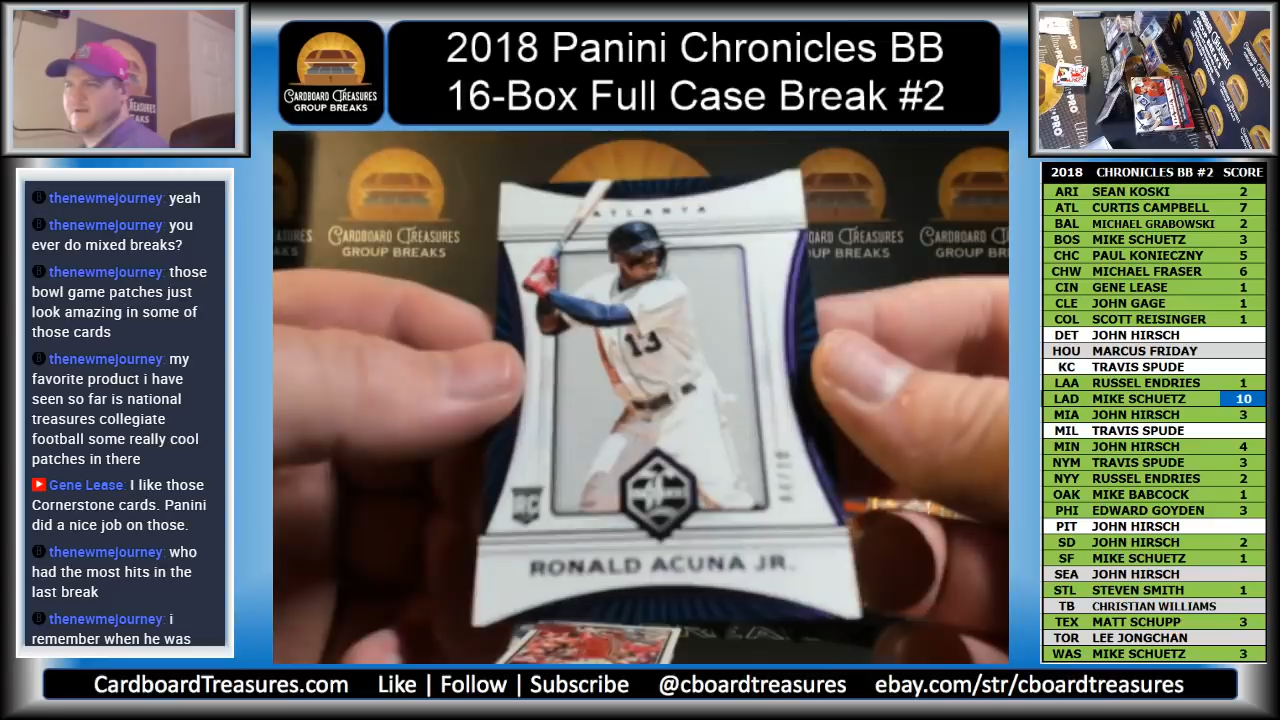 2018 Panini Chronicles BB
16-Box Full Case Break #2
CARDBOARD TREASURES
GROUP BREAKS
thenewmejourney: yeah
thenewmejourney: you
ever do mixed breaks?
thenewmejourney: those
bowl game patches just
look amazing in some of
those cards
thenewmejourney: my
favorite product i have
seen so far is national
treasures collegiate
football some really cool
patches in there
Gene Lease: I like those
Cornerstone cards. Panini
did a nice job on those.
thenewmejourney: who
had the most hits in the
last break
thenewmejourney: i
remember when he was
CARDBOARD TREASURES
GROUP BREAKS
CARDBOARD TREASURES
GROUP BREAKS
ATLANTA
13
RC
RONALD ACUNA JR.
2018 CHRONICLES BB #2 SCORE
ARI SEAN KOSKI 2
ATL CURTIS CAMPBELL 7
BAL MICHAEL GRABOWSKI 2
BOS MIKE SCHUETZ 3
CHC PAUL KONIECZNY 5
CHW MICHAEL FRASER 6
CIN GENE LEASE 1
CLE JOHN GAGE 1
COL SCOTT REISINGER 1
DET JOHN HIRSCH
HOU MARCUS FRIDAY
KC TRAVIS SPUDE
LAA RUSSEL ENDRIES 1
LAD MIKE SCHUETZ 10
MIA JOHN HIRSCH 3
MIL TRAVIS SPUDE
MIN JOHN HIRSCH 4
NYM TRAVIS SPUDE 3
NYY RUSSEL ENDRIES 2
OAK MIKE BABCOCK 1
PHI EDWARD GOYDEN 3
PIT JOHN HIRSCH
SD JOHN HIRSCH 2
SF MIKE SCHUETZ 1
SEA JOHN HIRSCH
STL STEVEN SMITH 1
TB CHRISTIAN WILLIAMS
TEX MATT SCHUPP 3
TOR LEE JONGCHAN
WAS MIKE SCHUETZ 3
CardboardTreasures.com Like | Follow | Subscribe @cboardtreasures ebay.com/str/cboardtreasures